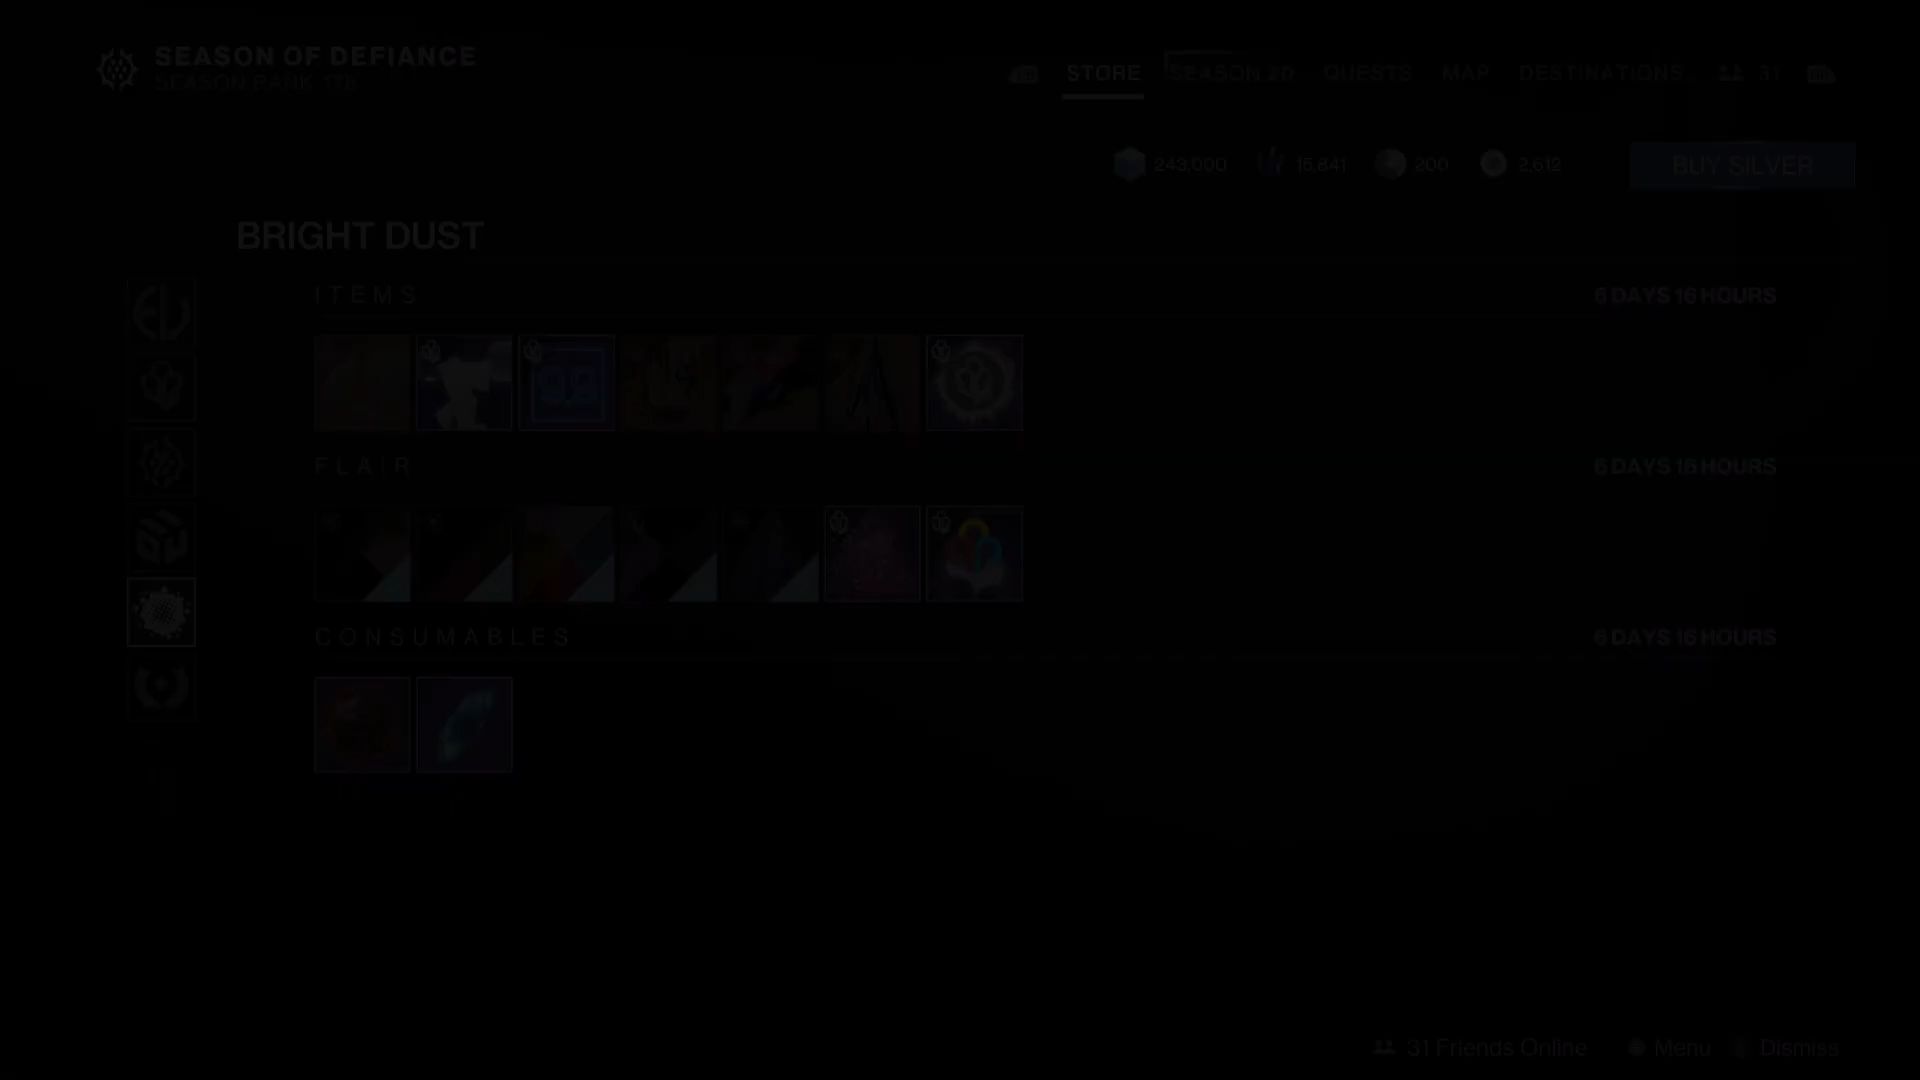 SEASON OF DEFIANCE
SEASON RANK
STORE SEASON 20 QUESTS MAP DESTINATIONS 31
243,000 15,841 200 2,612 BUY SILVER
BRIGHT DUST
ITEMS 6 DAYS 16 HOURS
FLAIR 6 DAYS 16 HOURS
CONSUMABLES 6 DAYS 16 HOURS
31 Friends Online Menu Dismiss